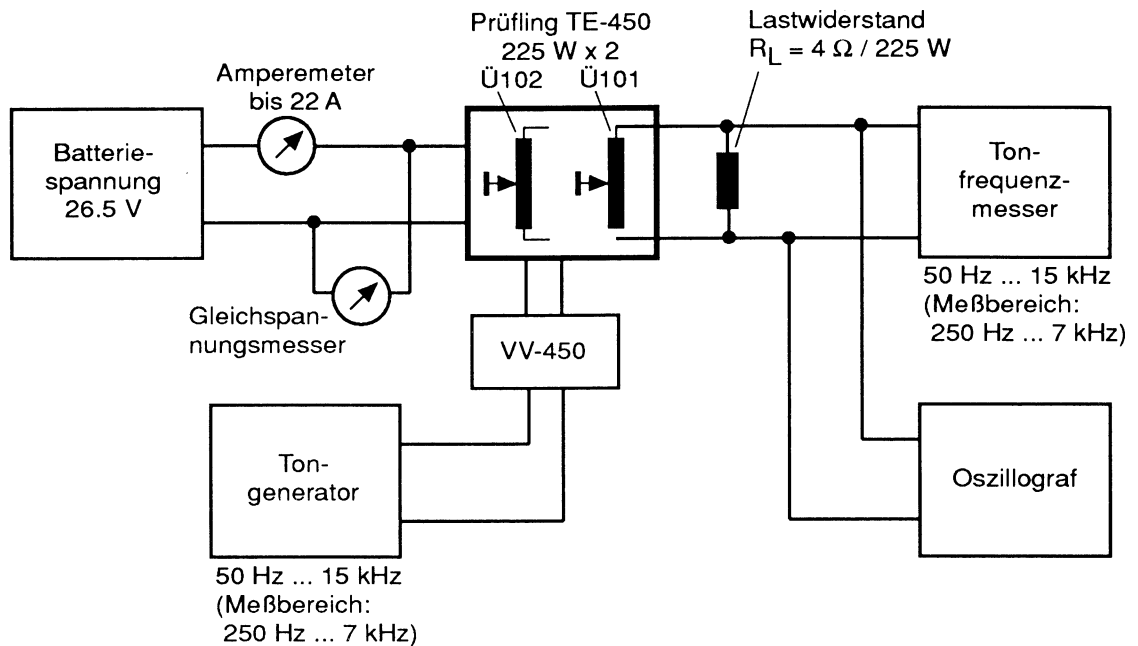 Prüfling TE-450
225 W x 2
Ü102
Ü101
Lastwiderstand
RL = 4 Ω / 225 W
Amperemeter
bis 22 A
Batterie-
spannung
26.5 V
Ton-
frequenz-
messer
50 Hz ... 15 kHz
(Meßbereich:
250 Hz ... 7 kHz)
Gleichspan-
nungsmesser
VV-450
Ton-
generator
50 Hz ... 15 kHz
(Meßbereich:
250 Hz ... 7 kHz)
Oszillograf